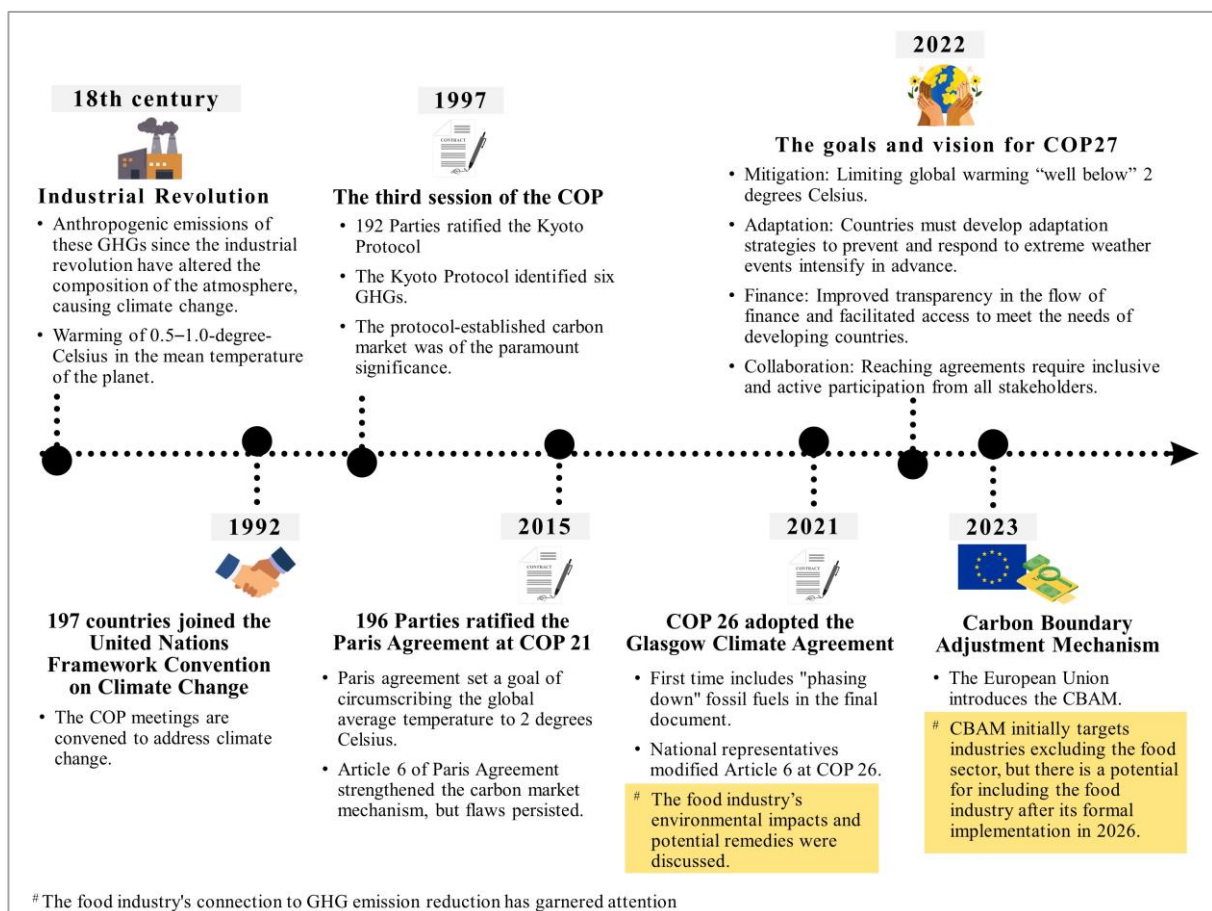 18th century
Industrial Revolution
• Anthropogenic emissions of
these GHGs since the industrial
revolution have altered the
composition of the atmosphere,
causing climate change.
• Warming of 0.5–1.0-degree-
Celsius in the mean temperature
of the planet.
1997
CONTRACT
The third session of the COP
• 192 Parties ratified the Kyoto
Protocol
• The Kyoto Protocol identified six
GHGs.
• The protocol-established carbon
market was of the paramount
significance.
2022
The goals and vision for COP27
• Mitigation: Limiting global warming “well below” 2
degrees Celsius.
• Adaptation: Countries must develop adaptation
strategies to prevent and respond to extreme weather
events intensify in advance.
• Finance: Improved transparency in the flow of
finance and facilitated access to meet the needs of
developing countries.
• Collaboration: Reaching agreements require inclusive
and active participation from all stakeholders.
1992
197 countries joined the
United Nations
Framework Convention
on Climate Change
• The COP meetings are
convened to address climate
change.
2015
CONTRACT
196 Parties ratified the
Paris Agreement at COP 21
• Paris agreement set a goal of
circumscribing the global
average temperature to 2 degrees
Celsius.
• Article 6 of Paris Agreement
strengthened the carbon market
mechanism, but flaws persisted.
2021
CONTRACT
COP 26 adopted the
Glasgow Climate Agreement
• First time includes "phasing
down" fossil fuels in the final
document.
• National representatives
modified Article 6 at COP 26.
# The food industry’s
environmental impacts and
potential remedies were
discussed.
2023
Carbon Boundary
Adjustment Mechanism
• The European Union
introduces the CBAM.
# CBAM initially targets
industries excluding the food
sector, but there is a potential
for including the food
industry after its formal
implementation in 2026.
# The food industry's connection to GHG emission reduction has garnered attention